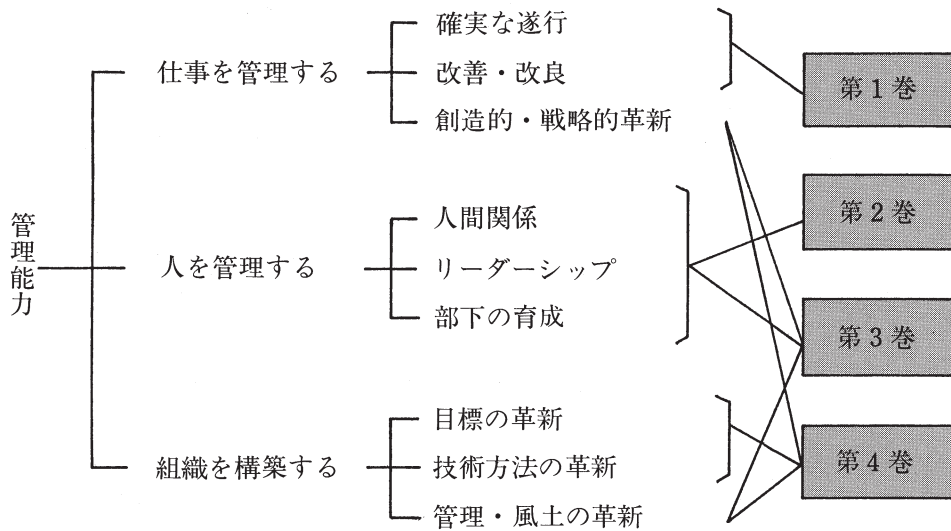 管理能力
仕事を管理する
確実な遂行
改善・改良
創造的・戦略的革新
人を管理する
人間関係
リーダーシップ
部下の育成
組織を構築する
目標の革新
技術方法の革新
管理・風土の革新
第1巻
第2巻
第3巻
第4巻